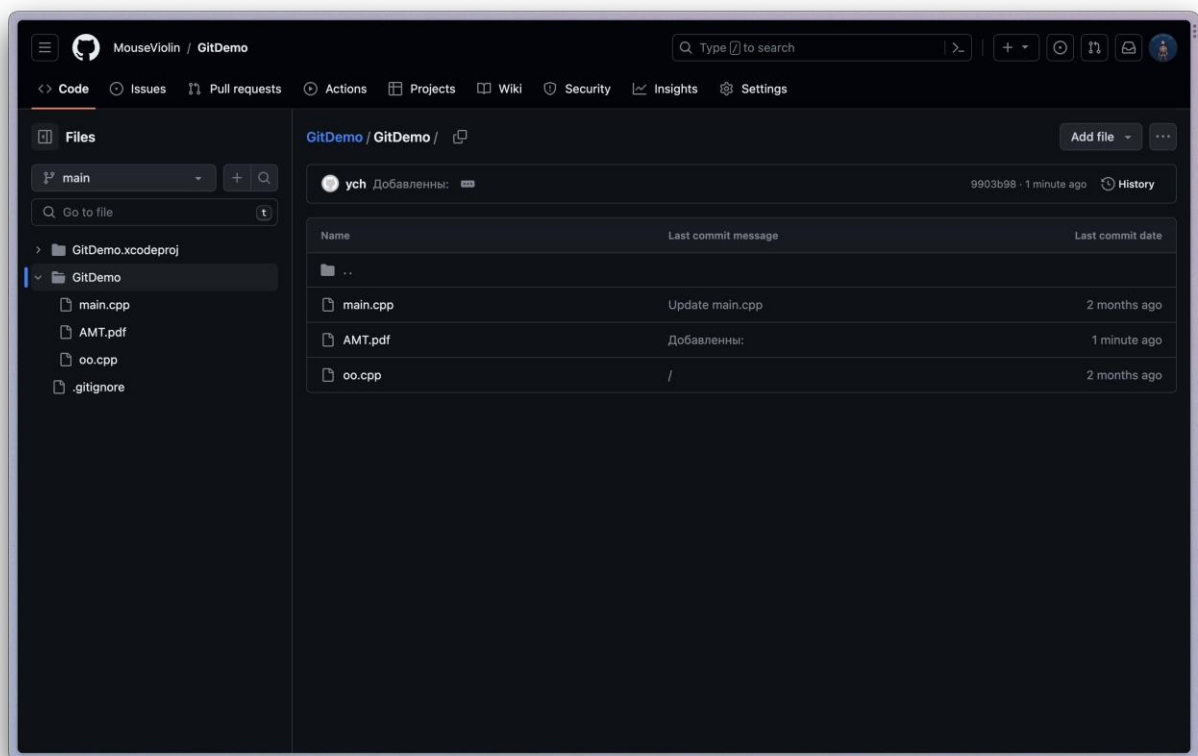 MouseViolin / GitDemo
Type / to search
Code Issues Pull requests Actions Projects Wiki Security Insights Settings
Files
main
Go to file t
GitDemo.xcodeproj
GitDemo
main.cpp
AMT.pdf
oo.cpp
.gitignore
GitDemo / GitDemo /
Add file
ych Добавленны: 9903b98 · 1 minute ago History
Name Last commit message Last commit date
..
main.cpp Update main.cpp 2 months ago
AMT.pdf Добавленны: 1 minute ago
oo.cpp / 2 months ago